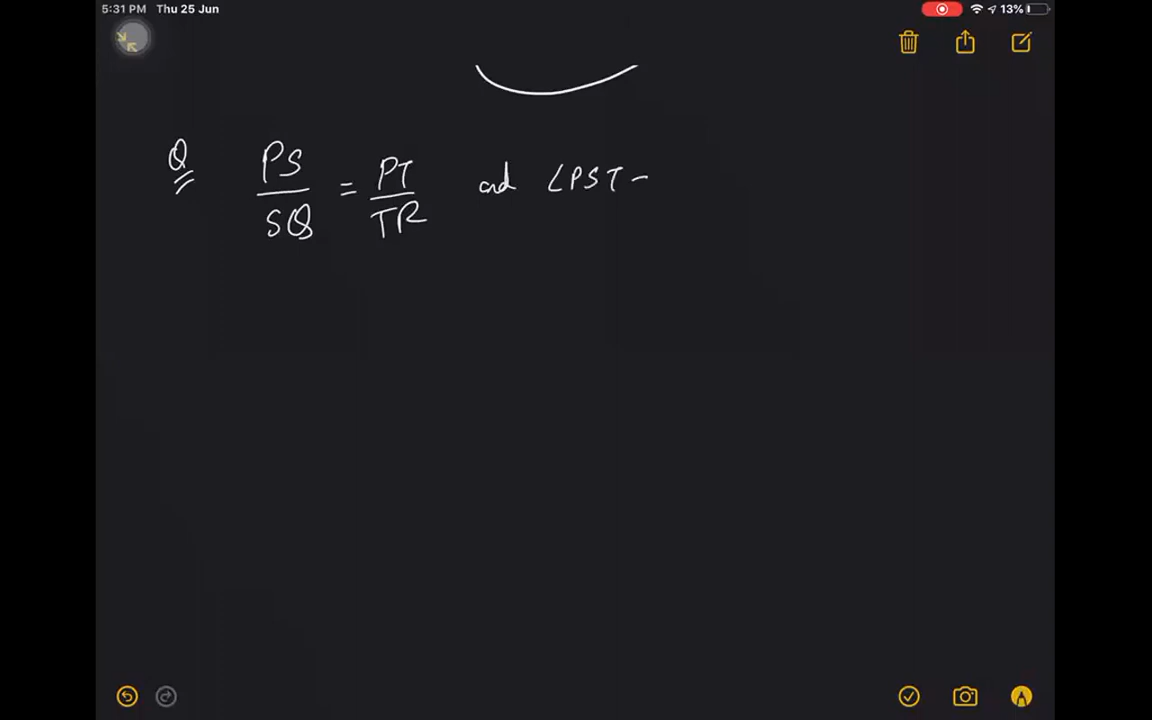 5:31 PM Thu 25 Jun 13%
Q PS/SQ = PT/TR and ∠PST -